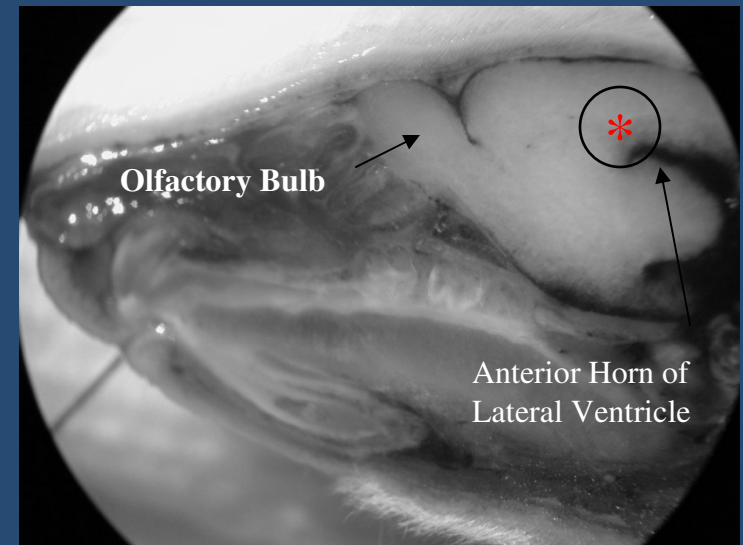 Olfactory Bulb
*
Anterior Horn of
Lateral Ventricle